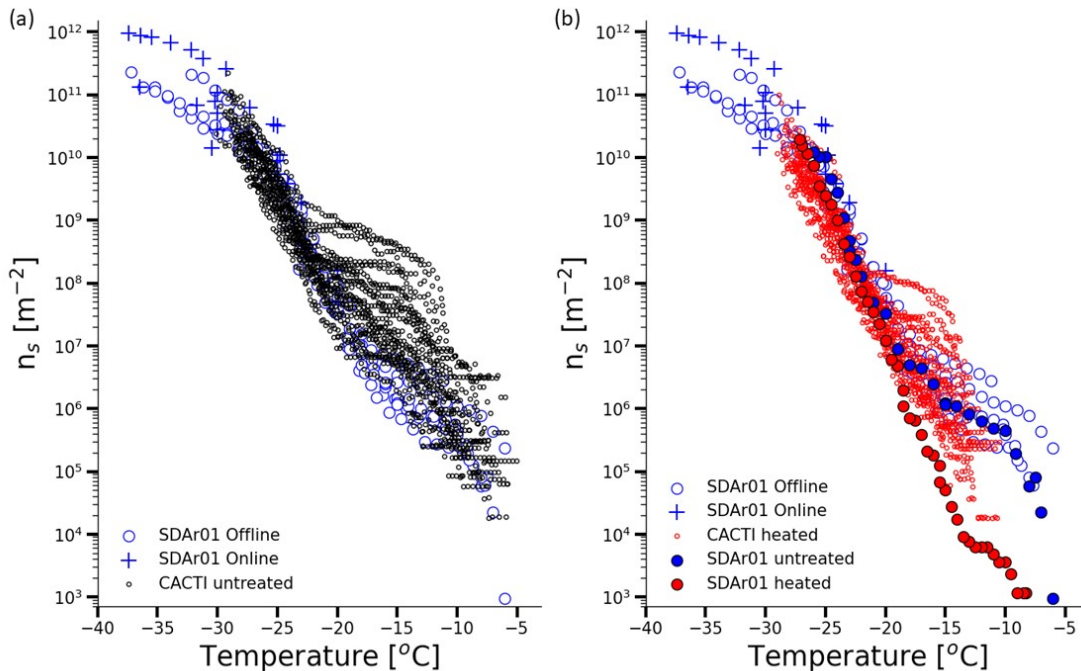 (a)
10^12
10^11
10^10
10^9
10^8
10^7
10^6
10^5
10^4
10^3
n_s [m^−2]
SDAr01 Offline
SDAr01 Online
CACTI untreated
−40 −35 −30 −25 −20 −15 −10 −5
Temperature [°C]
(b)
10^12
10^11
10^10
10^9
10^8
10^7
10^6
10^5
10^4
10^3
n_s [m^−2]
SDAr01 Offline
SDAr01 Online
CACTI heated
SDAr01 untreated
SDAr01 heated
−40 −35 −30 −25 −20 −15 −10 −5
Temperature [°C]